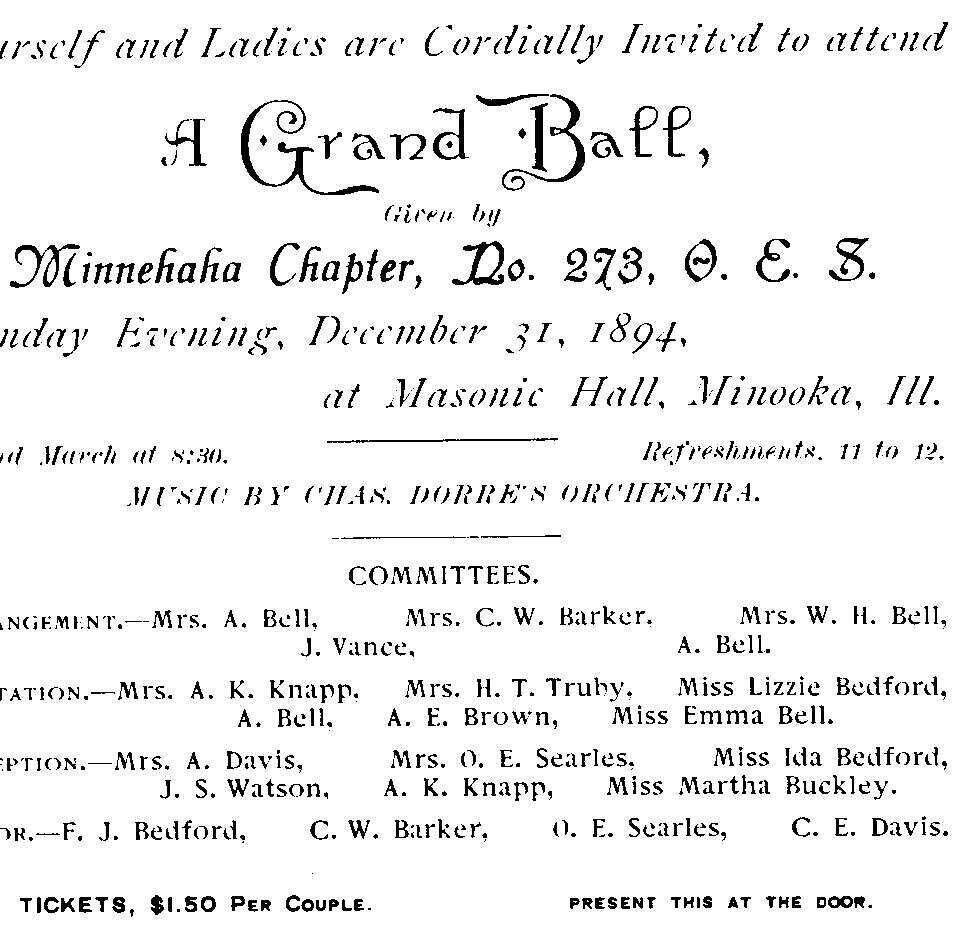 urself and Ladies are Cordially Invited to attend
A Grand Ball,
Given by
Minnehaha Chapter, No. 273, O. E. S.
nday Evening, December 31, 1894,
at Masonic Hall, Minooka, Ill.
nd March at 8:30. Refreshments, 11 to 12.
MUSIC BY CHAS. DORRE'S ORCHESTRA.
COMMITTEES.
ANGEMENT.—Mrs. A. Bell, Mrs. C. W. Barker, Mrs. W. H. Bell,
J. Vance, A. Bell.
TATION.—Mrs. A. K. Knapp, Mrs. H. T. Truby, Miss Lizzie Bedford,
A. Bell, A. E. Brown, Miss Emma Bell.
EPTION.—Mrs. A. Davis, Mrs. O. E. Searles, Miss Ida Bedford,
J. S. Watson, A. K. Knapp, Miss Martha Buckley.
OR.—F. J. Bedford, C. W. Barker, O. E. Searles, C. E. Davis.
TICKETS, $1.50 PER COUPLE. PRESENT THIS AT THE DOOR.